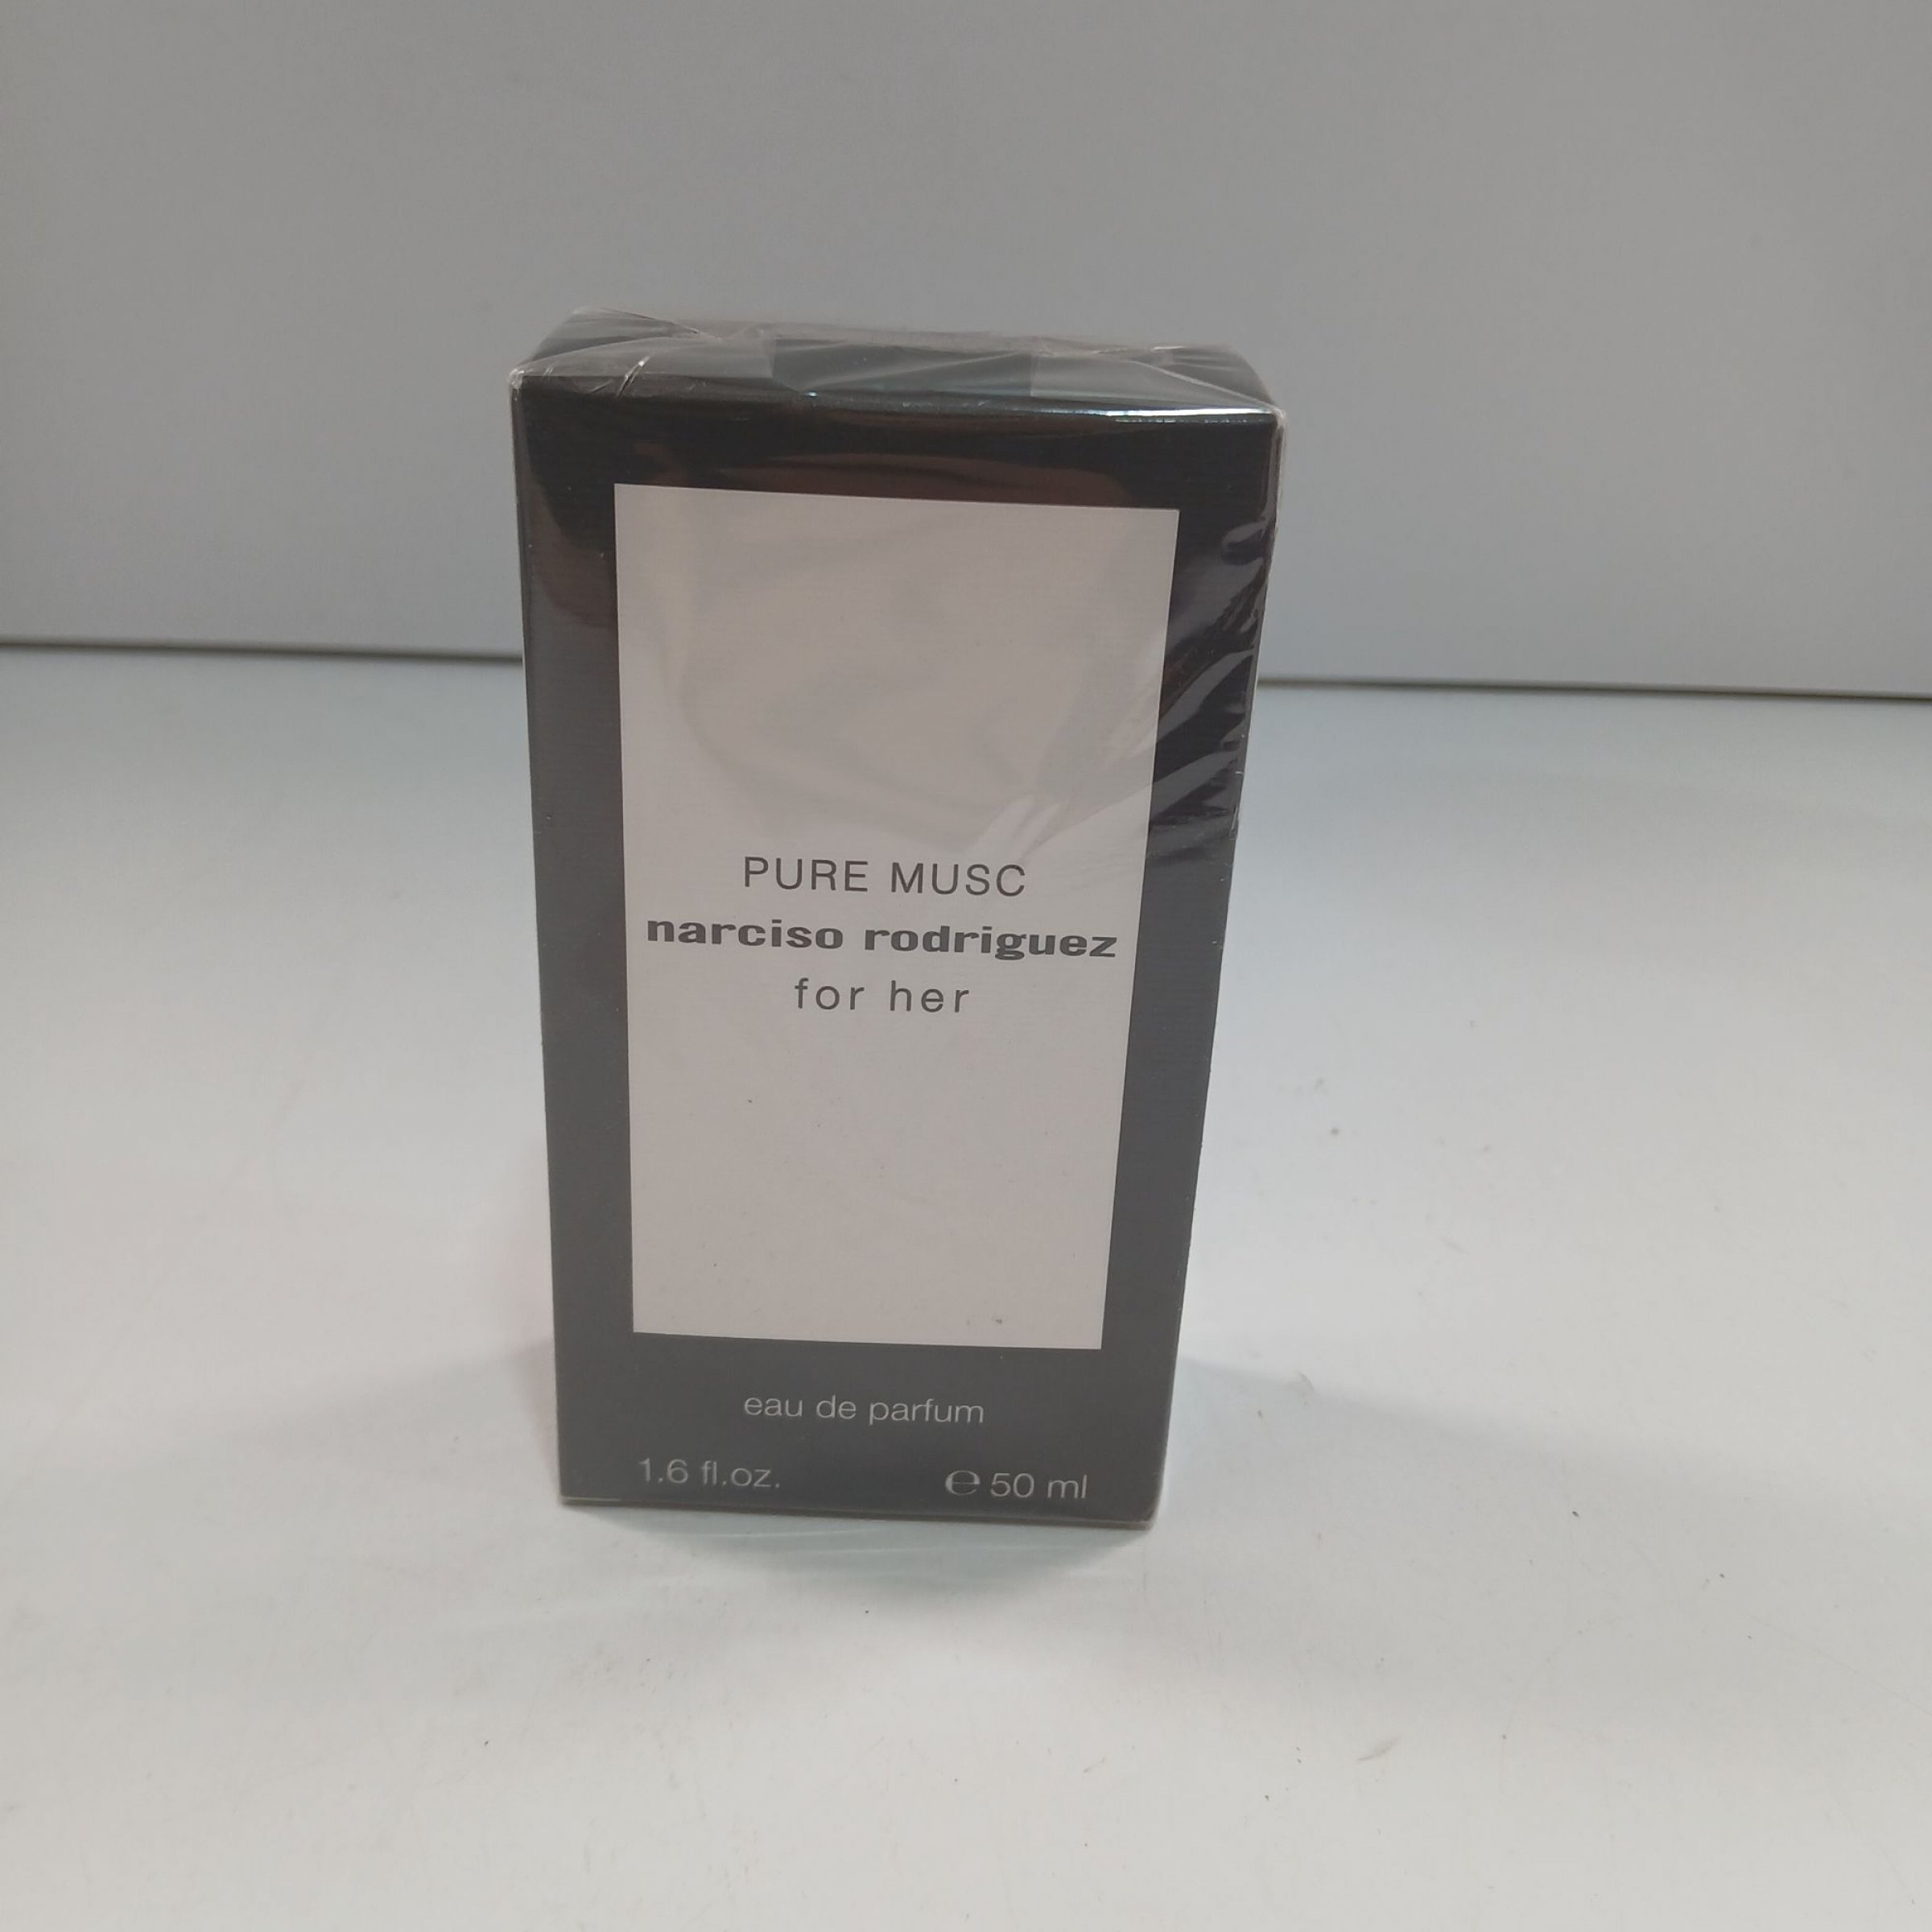 PURE MUSC
narciso rodriguez
for her
eau de parfum
1.6 fl.oz. ℮ 50 ml